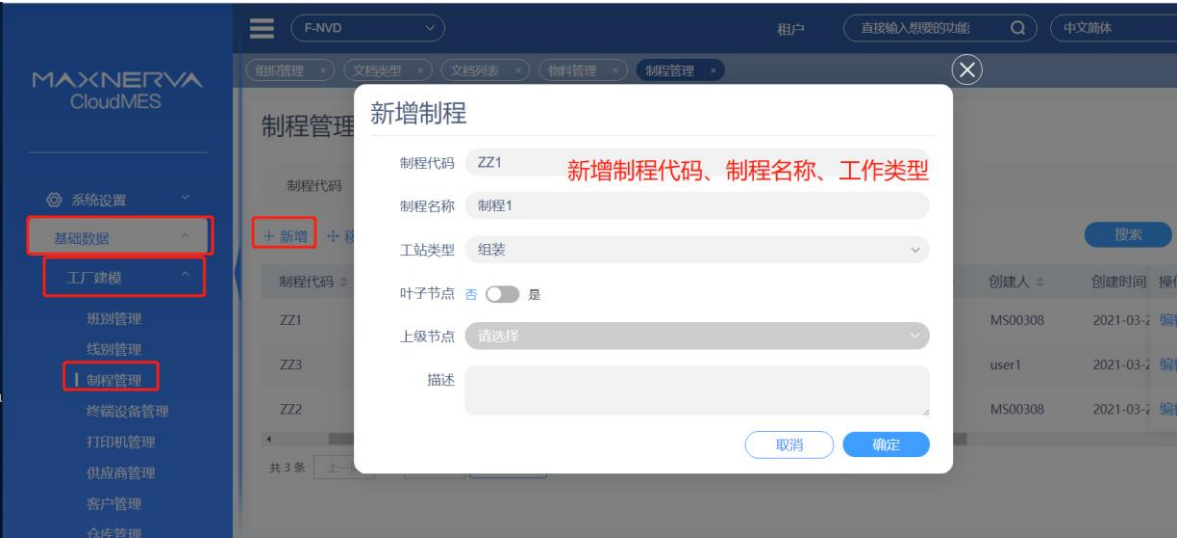 F-NVD
租户
直接输入想要的功能
中文简体
MAXNERVA
CloudMES
组织管理 ×
文档类型 ×
文档列表 ×
物料管理 ×
制程管理 ×
制程管理
新增制程
制程代码 ZZ1
新增制程代码、制程名称、工作类型
制程名称 制程1
工站类型 组装
叶子节点 否 是
上级节点 请选择
描述
取消 确定
系统设置
基础数据
工厂建模
班别管理
线别管理
制程管理
终端设备管理
打印机管理
供应商管理
客户管理
仓库管理
制程代码
+ 新增
搜索
制程代码 创建人 创建时间
ZZ1 MS00308 2021-03-2 编辑
ZZ3 user1 2021-03-2 编辑
ZZ2 MS00308 2021-03-2 编辑
共 3 条 上一